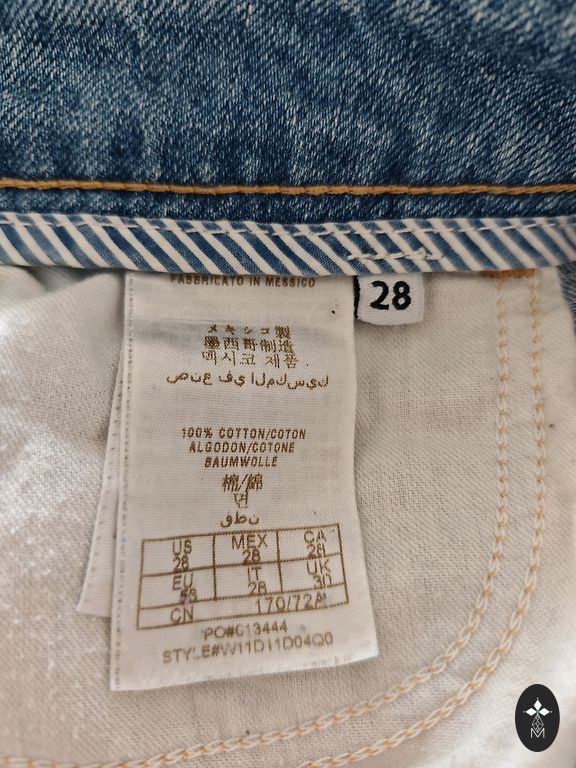 FABBRICATO IN MESSICO
28
メキシコ製
墨西哥制造
멕시코 제품
صنع في المكسيك
100% COTTON/COTON
ALGODON/COTONE
BAUMWOLLE
棉/綿
면
قطن
US MEX CA
28 28 28
EU IT UK
28 30
CN 170/72A
PO#613444
STYLE#W11D11D04Q0
M